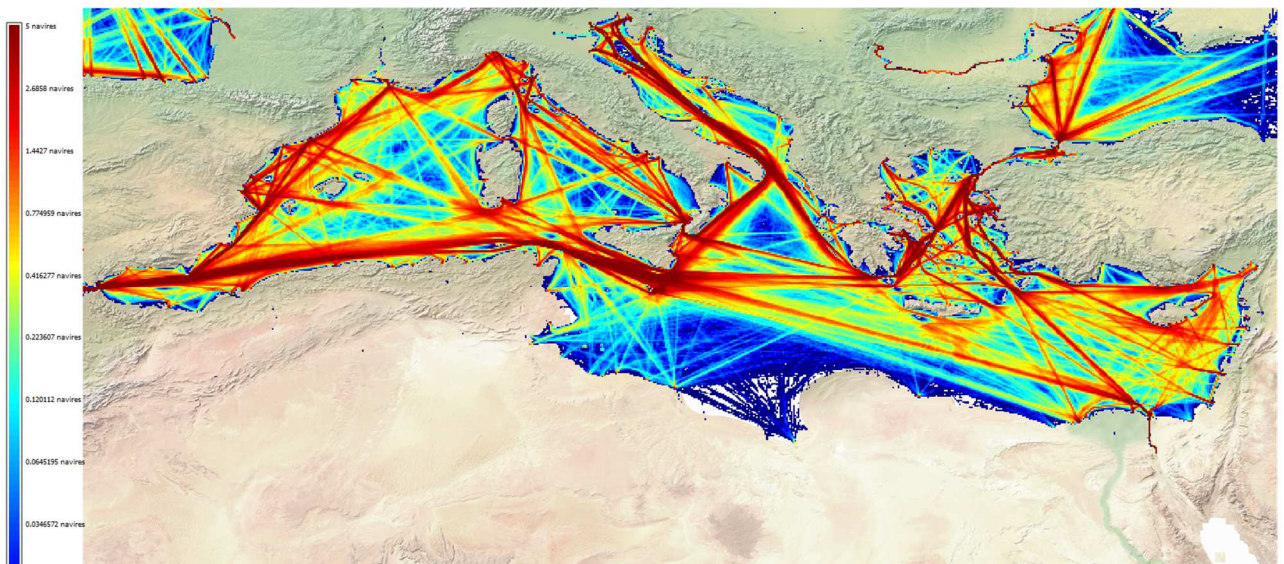 5 navires
2.6858 navires
1.4427 navires
0.774959 navires
0.416277 navires
0.223607 navires
0.120112 navires
0.0645195 navires
0.0346572 navires